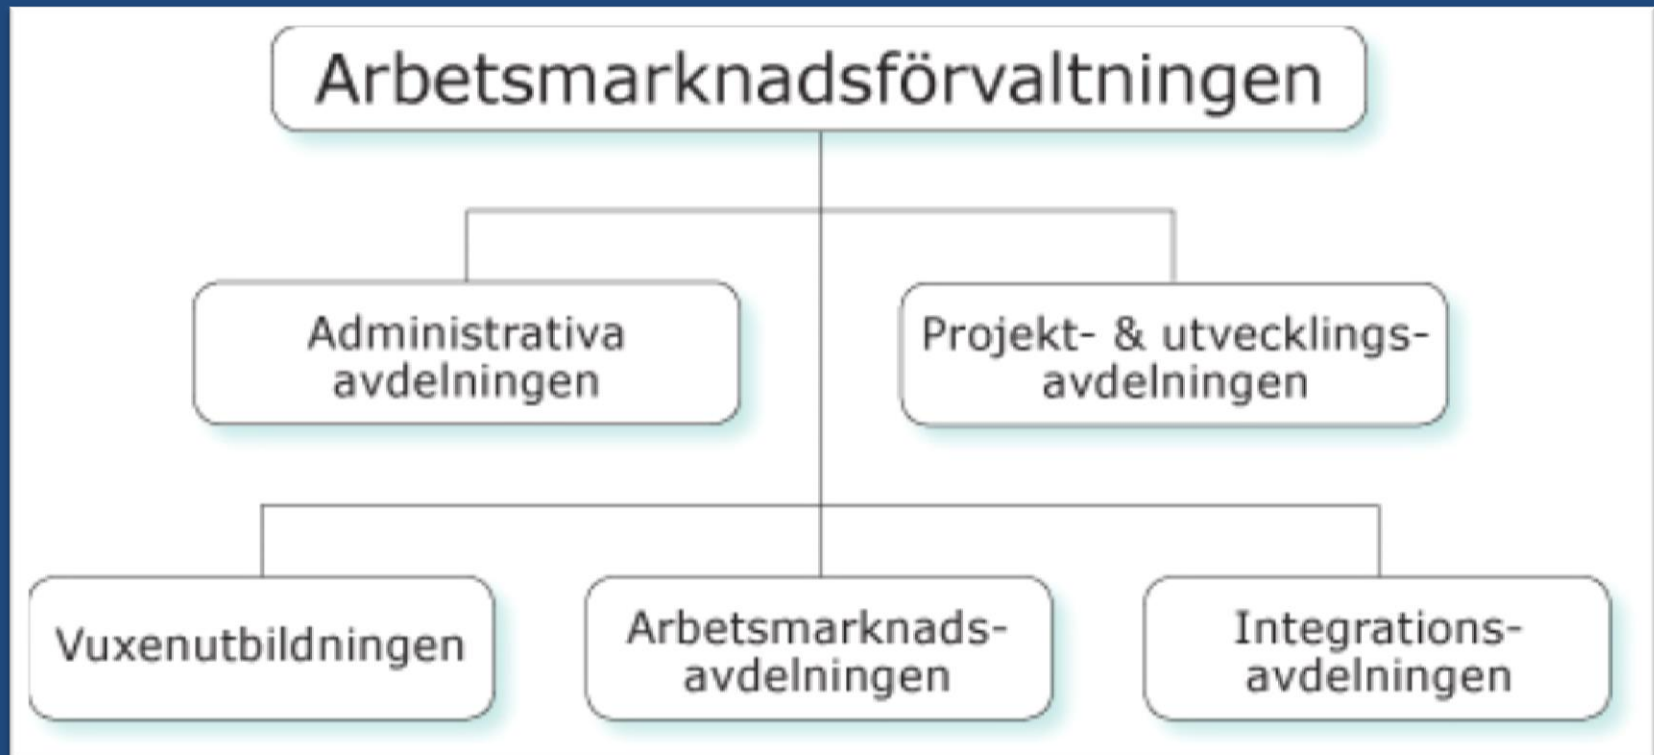 Arbetsmarknadsförvaltningen
Administrativa
avdelningen
Projekt- & utvecklings-
avdelningen
Vuxenutbildningen
Arbetsmarknads-
avdelningen
Integrations-
avdelningen